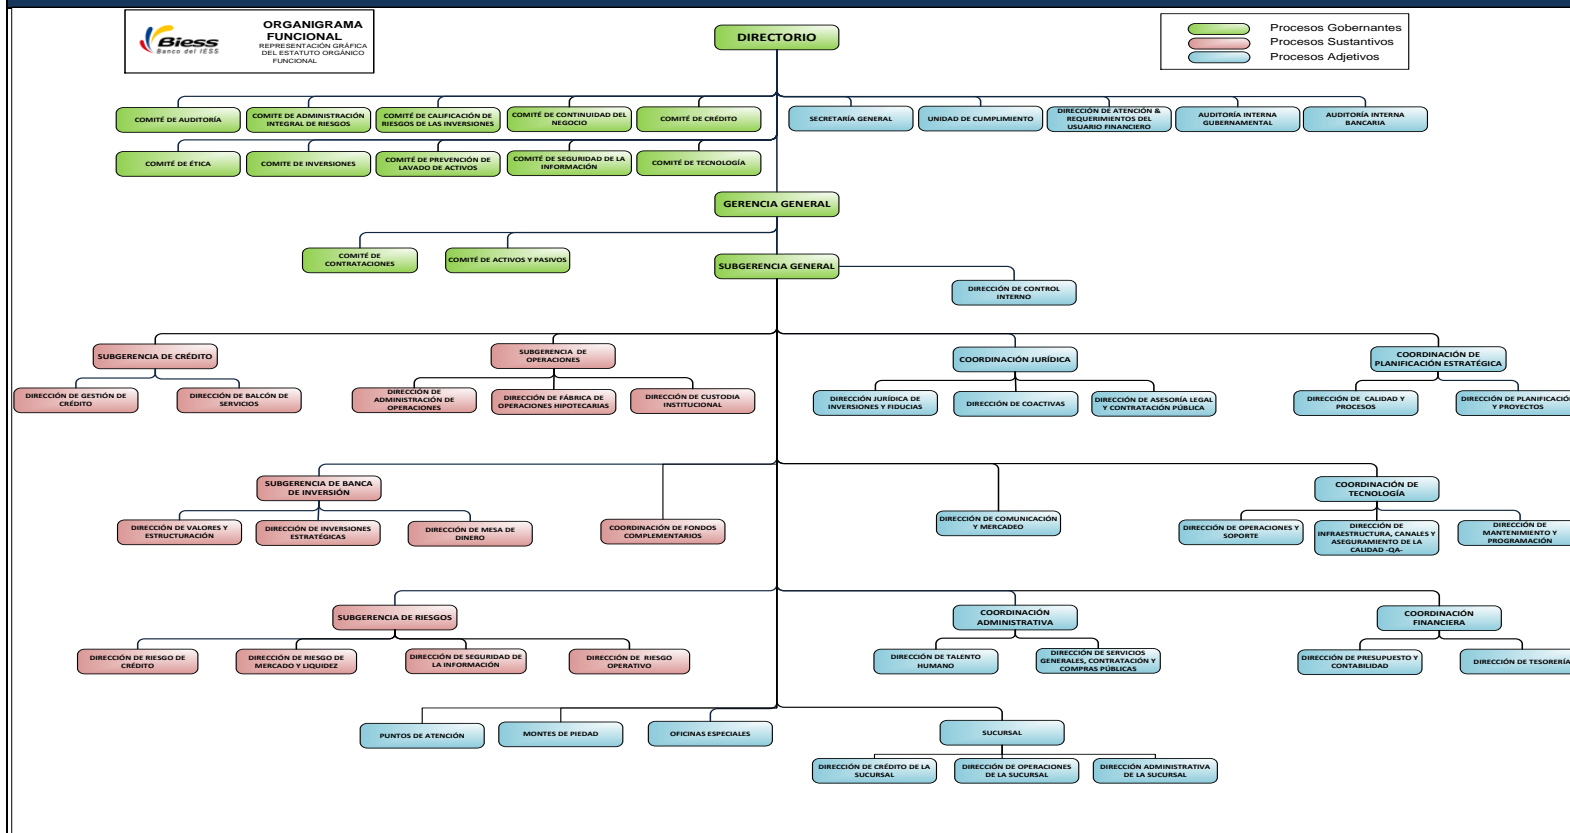 Biess
Banco del IESS
ORGANIGRAMA
FUNCIONAL
REPRESENTACIÓN GRÁFICA
DEL ESTATUTO ORGÁNICO
FUNCIONAL
DIRECTORIO
Procesos Gobernantes
Procesos Sustantivos
Procesos Adjetivos
COMITÉ DE AUDITORÍA
COMITE DE ADMINISTRACIÓN
INTEGRAL DE RIESGOS
COMITÉ DE CALIFICACIÓN DE
RIESGOS DE LAS INVERSIONES
COMITÉ DE CONTINUIDAD DEL
NEGOCIO
COMITÉ DE CRÉDITO
SECRETARÍA GENERAL
UNIDAD DE CUMPLIMIENTO
DIRECCIÓN DE ATENCIÓN &
REQUERIMIENTOS DEL
USUARIO FINANCIERO
AUDITORÍA INTERNA
GUBERNAMENTAL
AUDITORÍA INTERNA
BANCARIA
COMITÉ DE ÉTICA
COMITE DE INVERSIONES
COMITÉ DE PREVENCIÓN DE
LAVADO DE ACTIVOS
COMITÉ DE SEGURIDAD DE LA
INFORMACIÓN
COMITÉ DE TECNOLOGÍA
GERENCIA GENERAL
COMITÉ DE
CONTRATACIONES
COMITÉ DE ACTIVOS Y PASIVOS
SUBGERENCIA GENERAL
DIRECCIÓN DE CONTROL
INTERNO
SUBGERENCIA DE CRÉDITO
SUBGERENCIA DE
OPERACIONES
COORDINACIÓN JURÍDICA
COORDINACIÓN DE
PLANIFICACIÓN ESTRATÉGICA
DIRECCIÓN DE GESTIÓN DE
CRÉDITO
DIRECCIÓN DE BALCÓN DE
SERVICIOS
DIRECCIÓN DE
ADMINISTRACIÓN DE
OPERACIONES
DIRECCIÓN DE FÁBRICA DE
OPERACIONES HIPOTECARIAS
DIRECCIÓN DE CUSTODIA
INSTITUCIONAL
DIRECCIÓN JURÍDICA DE
INVERSIONES Y FIDUCIAS
DIRECCIÓN DE COACTIVAS
DIRECCIÓN DE ASESORÍA LEGAL
Y CONTRATACIÓN PÚBLICA
DIRECCIÓN DE CALIDAD Y
PROCESOS
DIRECCIÓN DE PLANIFICACIÓN
Y PROYECTOS
SUBGERENCIA DE BANCA
DE INVERSIÓN
COORDINACIÓN DE
TECNOLOGÍA
DIRECCIÓN DE VALORES Y
ESTRUCTURACIÓN
DIRECCIÓN DE INVERSIONES
ESTRATÉGICAS
DIRECCIÓN DE MESA DE
DINERO
COORDINACIÓN DE FONDOS
COMPLEMENTARIOS
DIRECCIÓN DE COMUNICACIÓN
Y MERCADEO
DIRECCIÓN DE OPERACIONES Y
SOPORTE
DIRECCIÓN DE
INFRAESTRUCTURA, CANALES Y
ASEGURAMIENTO DE LA
CALIDAD -QA-
DIRECCIÓN DE
MANTENIMIENTO Y
PROGRAMACIÓN
SUBGERENCIA DE RIESGOS
COORDINACIÓN
ADMINISTRATIVA
COORDINACIÓN
FINANCIERA
DIRECCIÓN DE RIESGO DE
CRÉDITO
DIRECCIÓN DE RIESGO DE
MERCADO Y LIQUIDEZ
DIRECCIÓN DE SEGURIDAD DE
LA INFORMACIÓN
DIRECCIÓN DE RIESGO
OPERATIVO
DIRECCIÓN DE TALENTO
HUMANO
DIRECCIÓN DE SERVICIOS
GENERALES, CONTRATACIÓN Y
COMPRAS PÚBLICAS
DIRECCIÓN DE PRESUPUESTO Y
CONTABILIDAD
DIRECCIÓN DE TESORERÍA
PUNTOS DE ATENCIÓN
MONTES DE PIEDAD
OFICINAS ESPECIALES
SUCURSAL
DIRECCIÓN DE CRÉDITO DE LA
SUCURSAL
DIRECCIÓN DE OPERACIONES
DE LA SUCURSAL
DIRECCIÓN ADMINISTRATIVA
DE LA SUCURSAL